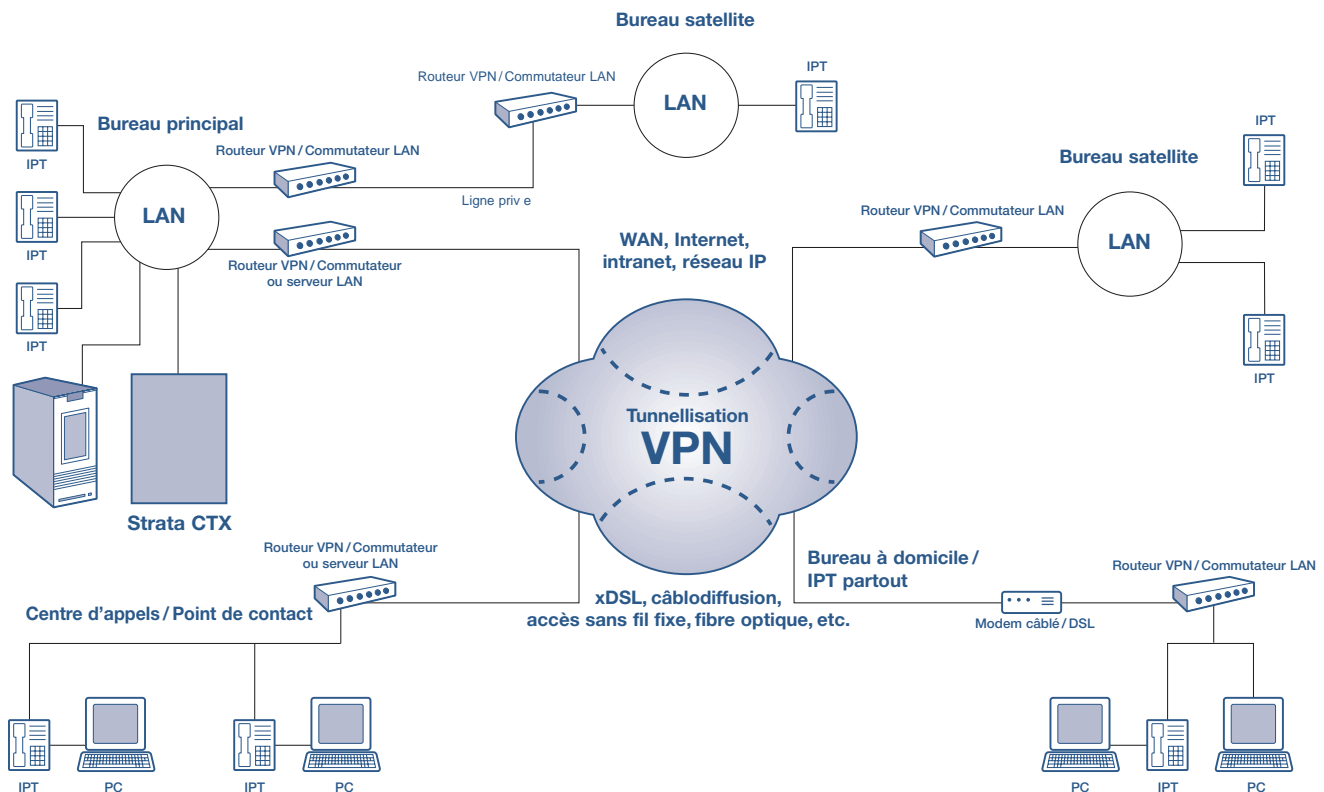 Bureau satellite
Routeur VPN/Commutateur LAN
LAN
IPT
Bureau principal
IPT
Routeur VPN/Commutateur LAN
Ligne priv e
LAN
IPT
Routeur VPN/Commutateur
ou serveur LAN
IPT
Strata CTX
Bureau satellite
IPT
Routeur VPN/Commutateur LAN
LAN
IPT
WAN, Internet,
intranet, réseau IP
Tunnellisation
VPN
xDSL, câblodiffusion,
accès sans fil fixe, fibre optique, etc.
Routeur VPN/Commutateur
ou serveur LAN
Centre d'appels/Point de contact
IPT
PC
IPT
PC
Bureau à domicile/
IPT partout
Modem câblé/DSL
Routeur VPN/Commutateur LAN
PC
IPT
PC